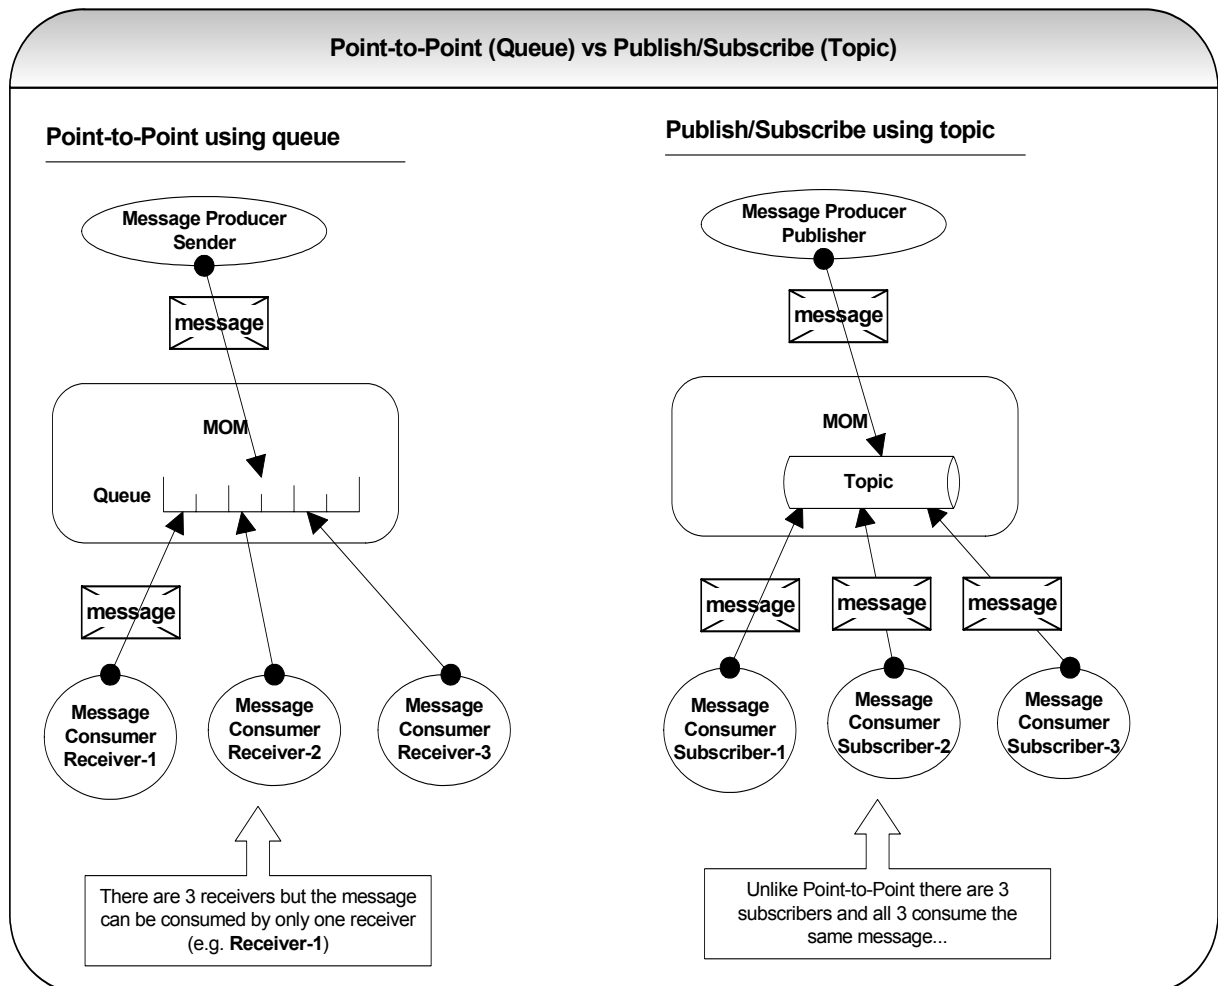 Point-to-Point (Queue) vs Publish/Subscribe (Topic)
Point-to-Point using queue
Message Producer
Sender
message
MOM
Queue
message
Message
Consumer
Receiver-1
Message
Consumer
Receiver-2
Message
Consumer
Receiver-3
There are 3 receivers but the message
can be consumed by only one receiver
(e.g. Receiver-1)
Publish/Subscribe using topic
Message Producer
Publisher
message
MOM
Topic
message
message
message
Message
Consumer
Subscriber-1
Message
Consumer
Subscriber-2
Message
Consumer
Subscriber-3
Unlike Point-to-Point there are 3
subscribers and all 3 consume the
same message...